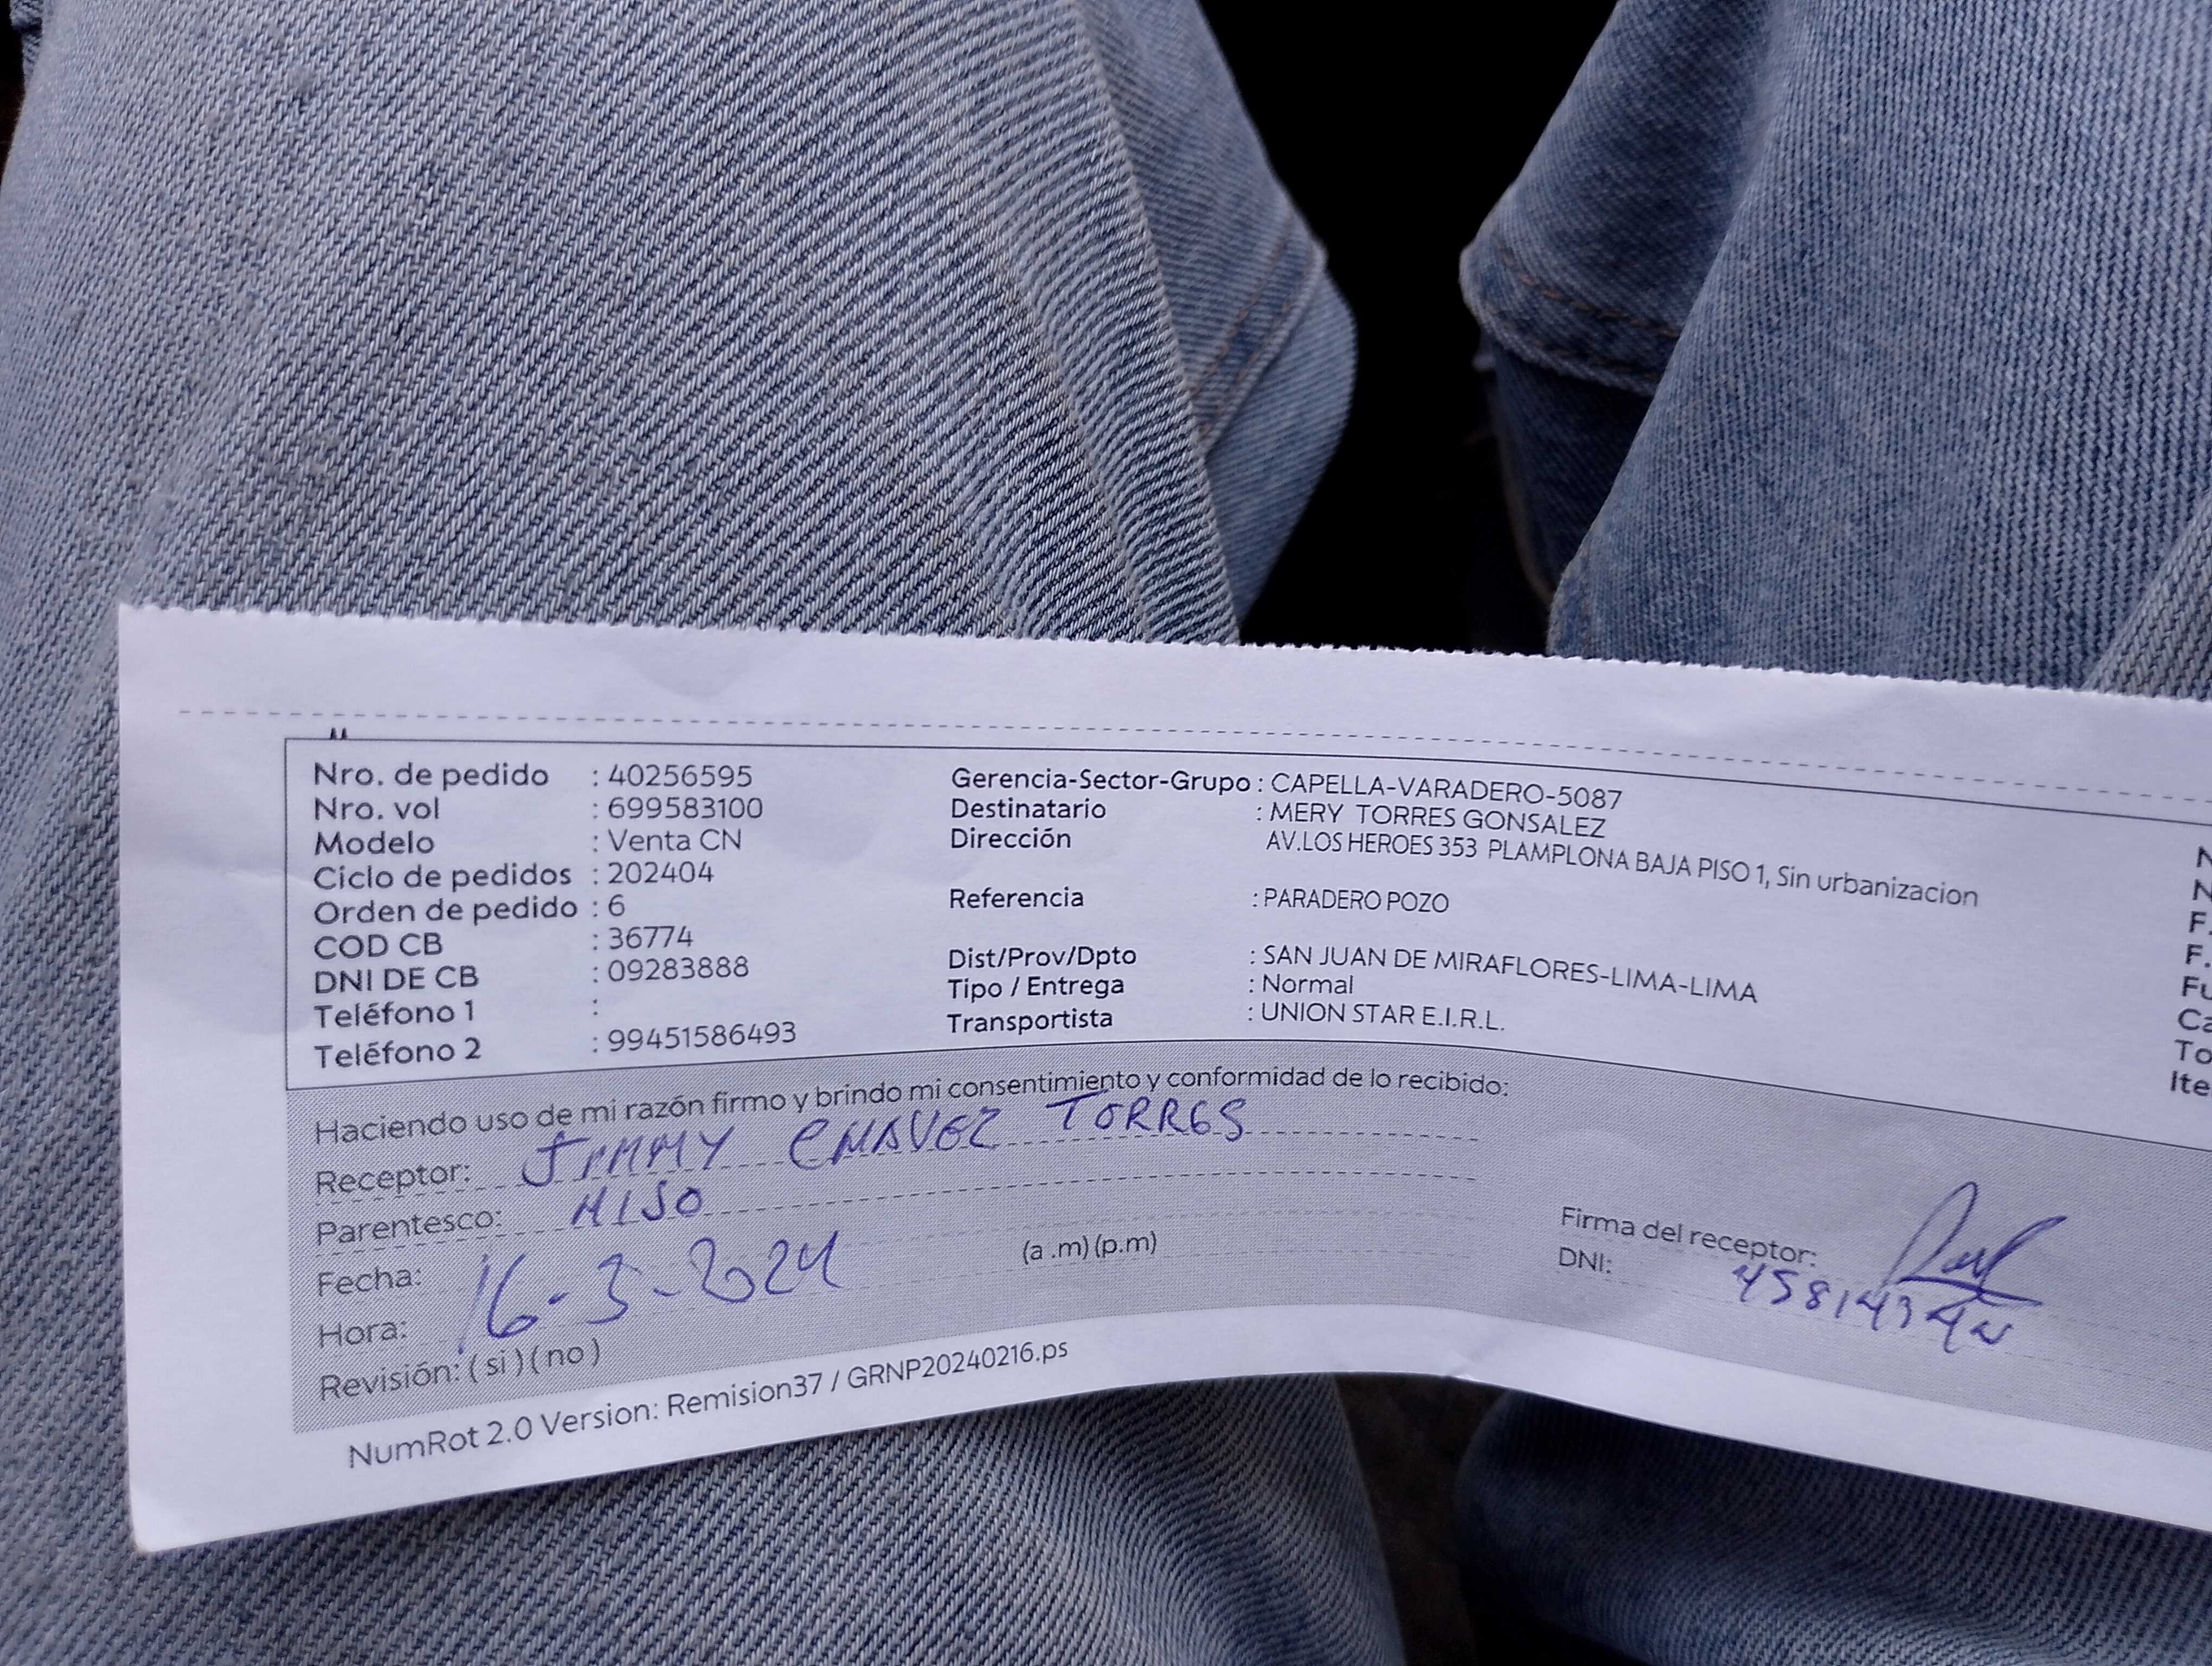 Nro. de pedido : 40256595
Nro. vol : 699583100
Modelo : Venta CN
Ciclo de pedidos : 202404
Orden de pedido : 6
COD CB : 36774
DNI DE CB : 09283888
Teléfono 1 :
Teléfono 2 : 99451586493
Gerencia-Sector-Grupo : CAPELLA-VARADERO-5087
Destinatario : MERY TORRES GONSALEZ
Dirección AV.LOS HEROES 353 PLAMPLONA BAJA PISO 1, Sin urbanizacion
Referencia : PARADERO POZO
Dist/Prov/Dpto : SAN JUAN DE MIRAFLORES-LIMA-LIMA
Tipo / Entrega : Normal
Transportista : UNION STAR E.I.R.L.
N
N
F.
F.
Fu
Ca
To
Ite
Haciendo uso de mi razón firmo y brindo mi consentimiento y conformidad de lo recibido:
Receptor: JIMMY CHAVEZ TORRES
Parentesco: HIJO
Fecha: 16-3-2024
Hora: (a .m) (p.m)
Revisión: ( si ) ( no )
Firma del receptor:
DNI:
NumRot 2.0 Version: Remision37 / GRNP20240216.ps